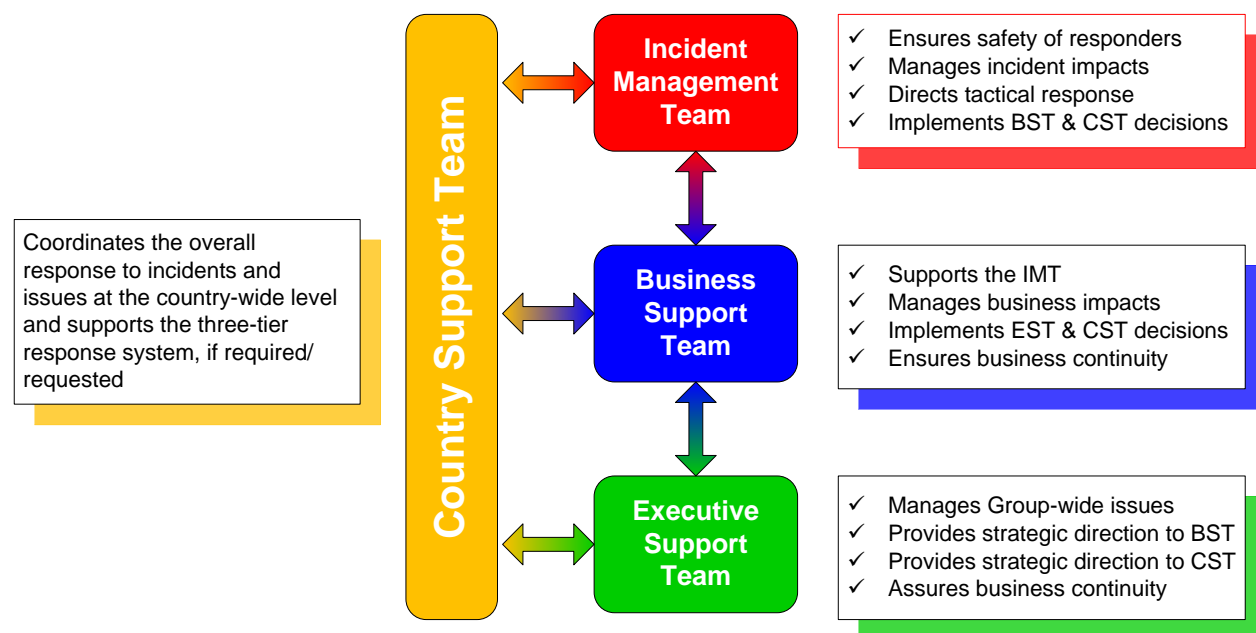 Coordinates the overall
response to incidents and
issues at the country-wide level
and supports the three-tier
response system, if required/
requested
Country Support Team
Incident
Management
Team
✓ Ensures safety of responders
✓ Manages incident impacts
✓ Directs tactical response
✓ Implements BST & CST decisions
Business
Support
Team
✓ Supports the IMT
✓ Manages business impacts
✓ Implements EST & CST decisions
✓ Ensures business continuity
Executive
Support
Team
✓ Manages Group-wide issues
✓ Provides strategic direction to BST
✓ Provides strategic direction to CST
✓ Assures business continuity